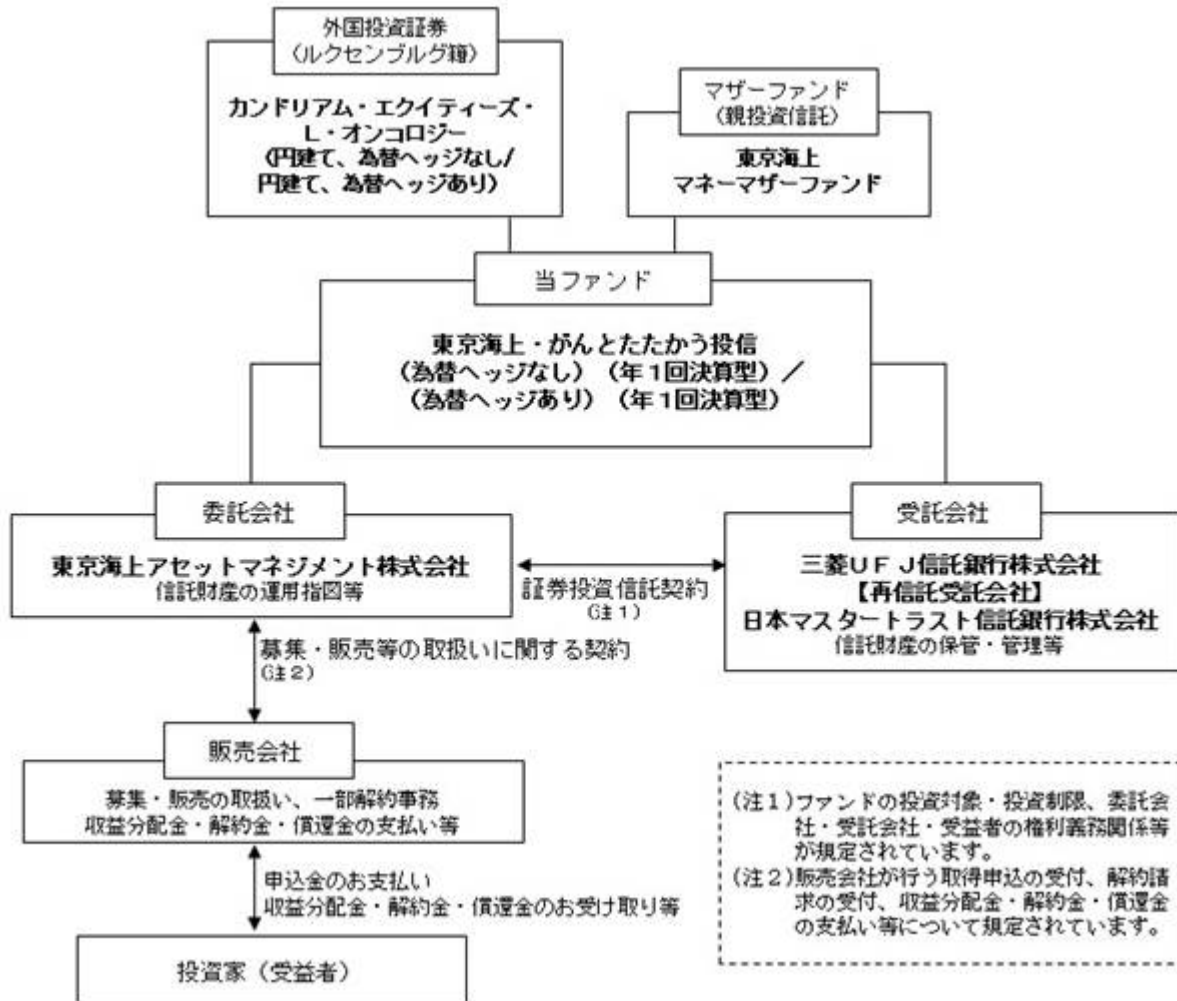 外国投資証券
（ルクセンブルグ籍）
カンドリアム・エクイティーズ・
L・オンコロジー
（円建て、為替ヘッジなし/
円建て、為替ヘッジあり）
マザーファンド
（親投資信託）
東京海上
マネーマザーファンド
当ファンド
東京海上・がんとたたかう投信
（為替ヘッジなし）（年１回決算型）／
（為替ヘッジあり）（年１回決算型）
委託会社
東京海上アセットマネジメント株式会社
信託財産の運用指図等
証券投資信託契約
（注１）
受託会社
三菱ＵＦＪ信託銀行株式会社
【再信託受託会社】
日本マスタートラスト信託銀行株式会社
信託財産の保管・管理等
募集・販売等の取扱いに関する契約
（注２）
販売会社
募集・販売の取扱い、一部解約事務
収益分配金・解約金・償還金の支払い等
申込金のお支払い
収益分配金・解約金・償還金のお受け取り等
投資家（受益者）
（注１）ファンドの投資対象・投資制限、委託会
社・受託会社・受益者の権利義務関係等
が規定されています。
（注２）販売会社が行う取得申込の受付、解約請
求の受付、収益分配金・解約金・償還金
の支払い等について規定されています。